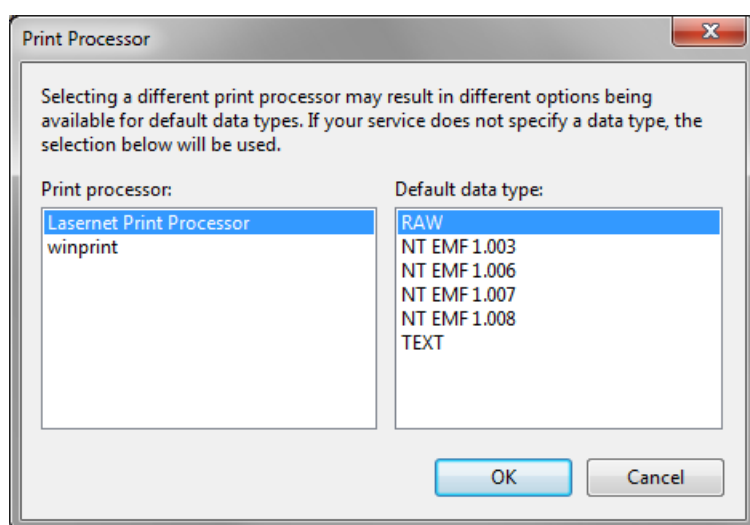 Print Processor
Selecting a different print processor may result in different options being
available for default data types. If your service does not specify a data type, the
selection below will be used.
Print processor:
Lasernet Print Processor
winprint
Default data type:
RAW
NT EMF 1.003
NT EMF 1.006
NT EMF 1.007
NT EMF 1.008
TEXT
OK
Cancel